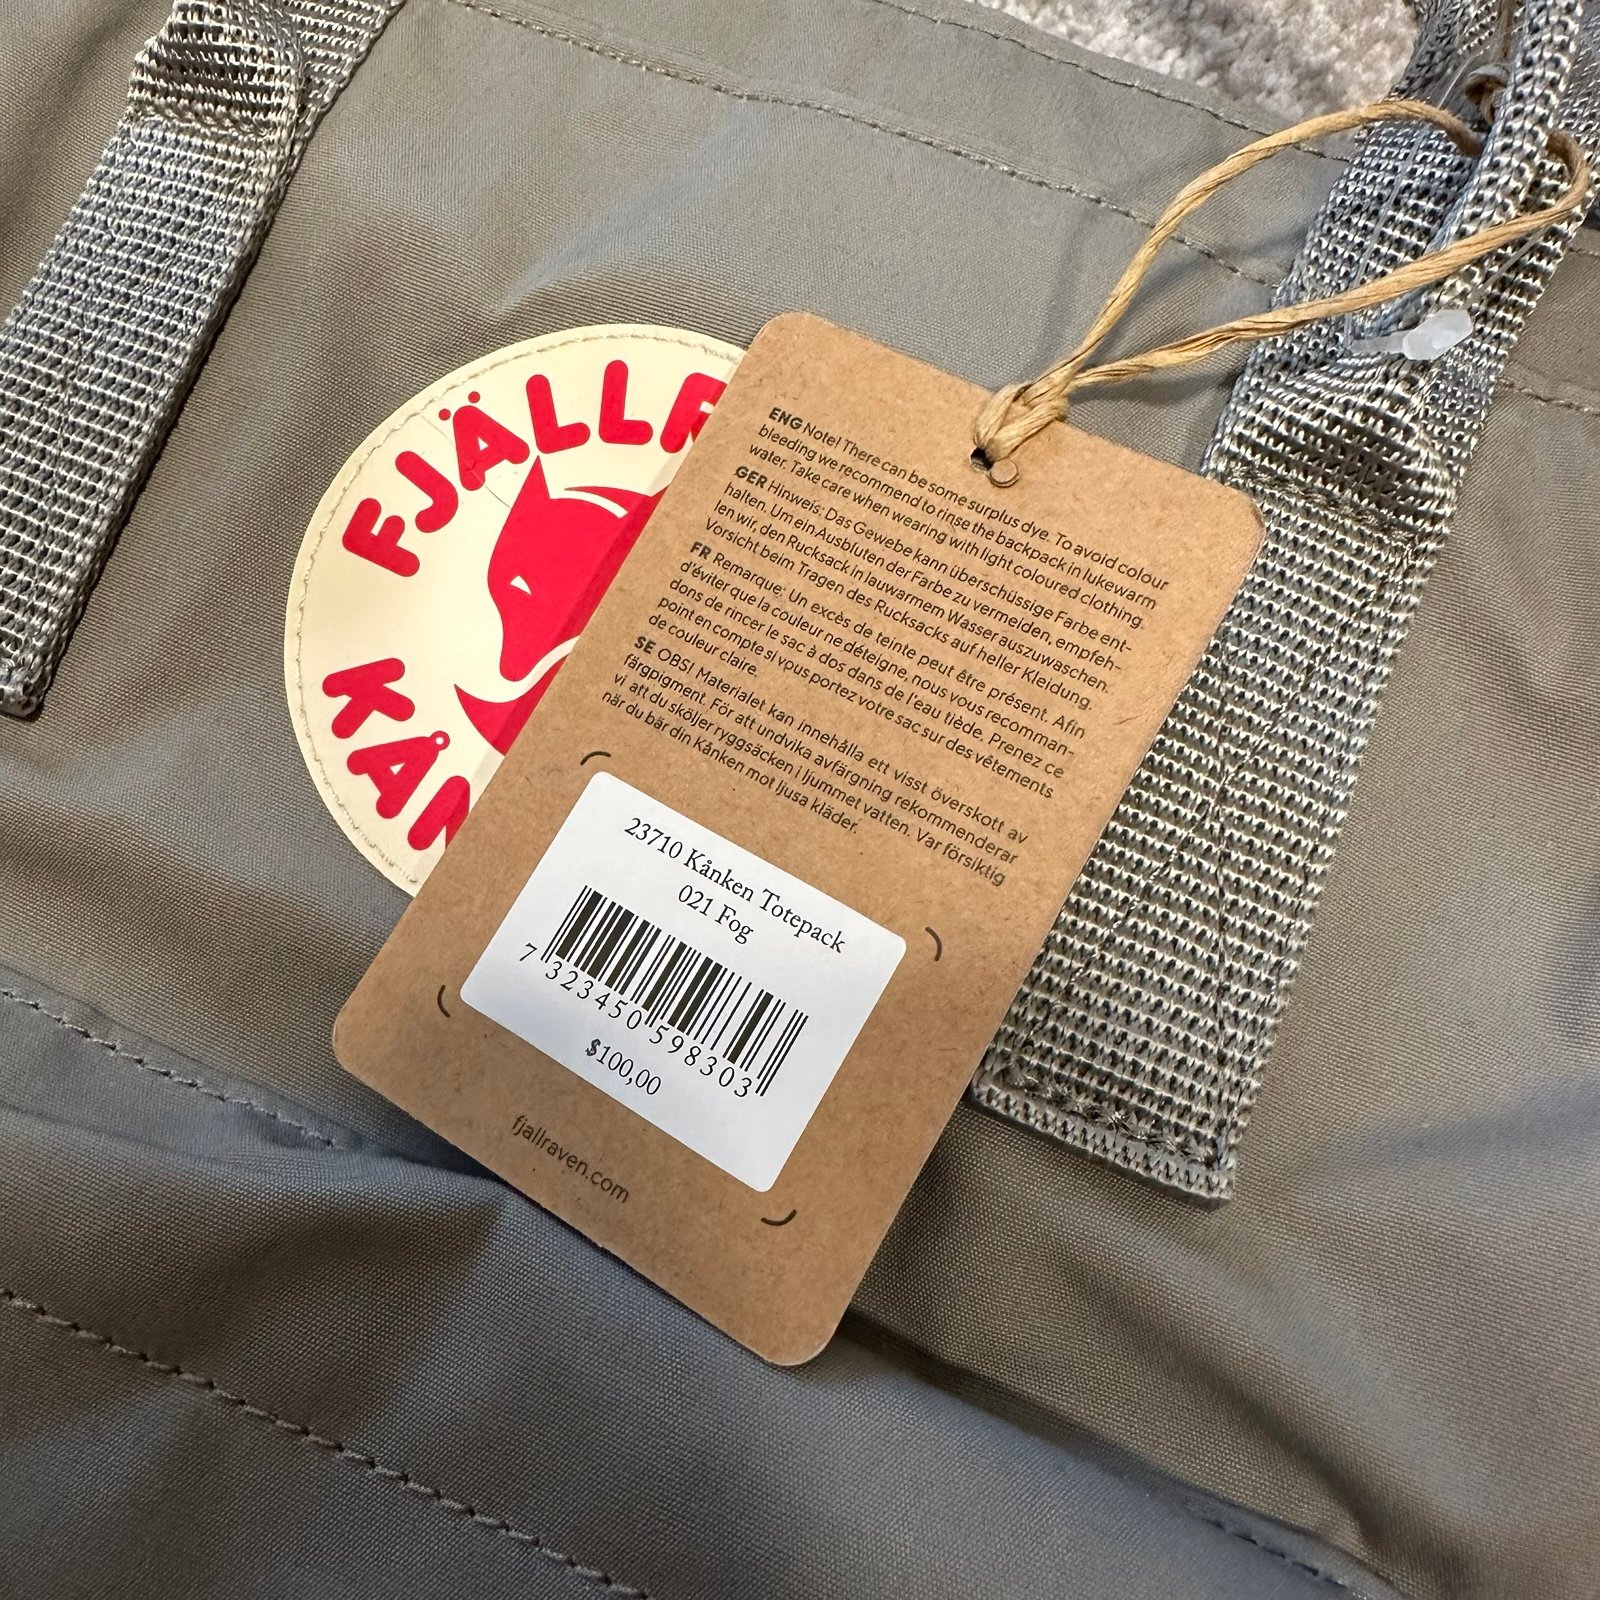 FJÄLLR
KÅN
ENG Note! There can be some surplus dye. To avoid colour
bleeding we recommend to rinse the backpack in lukewarm
water. Take care when wearing with light coloured clothing.
GER Hinweis: Das Gewebe kann überschüssige Farbe ent-
halten. Um ein Ausbluten der Farbe zu vermeiden, empfeh-
len wir, den Rucksack in lauwarmem Wasser auszuwaschen.
Vorsicht beim Tragen des Rucksacks auf heller Kleidung.
FR Remarque: Un excès de teinte peut être présent. Afin
d'éviter que la couleur ne déteigne, nous vous recomman-
dons de rincer le sac à dos dans de l'eau tiède. Prenez ce
point en compte si vous portez votre sac sur des vêtements
de couleur claire.
SE OBS! Materialet kan innehålla ett visst överskott av
färgpigment. För att undvika avfärgning rekommenderar
vi att du sköljer ryggsäcken i ljummet vatten. Var försiktig
när du bär din Kånken mot ljusa kläder.
23710 Kånken Totepack
021 Fog
7 323450 598303
$100,00
fjallraven.com